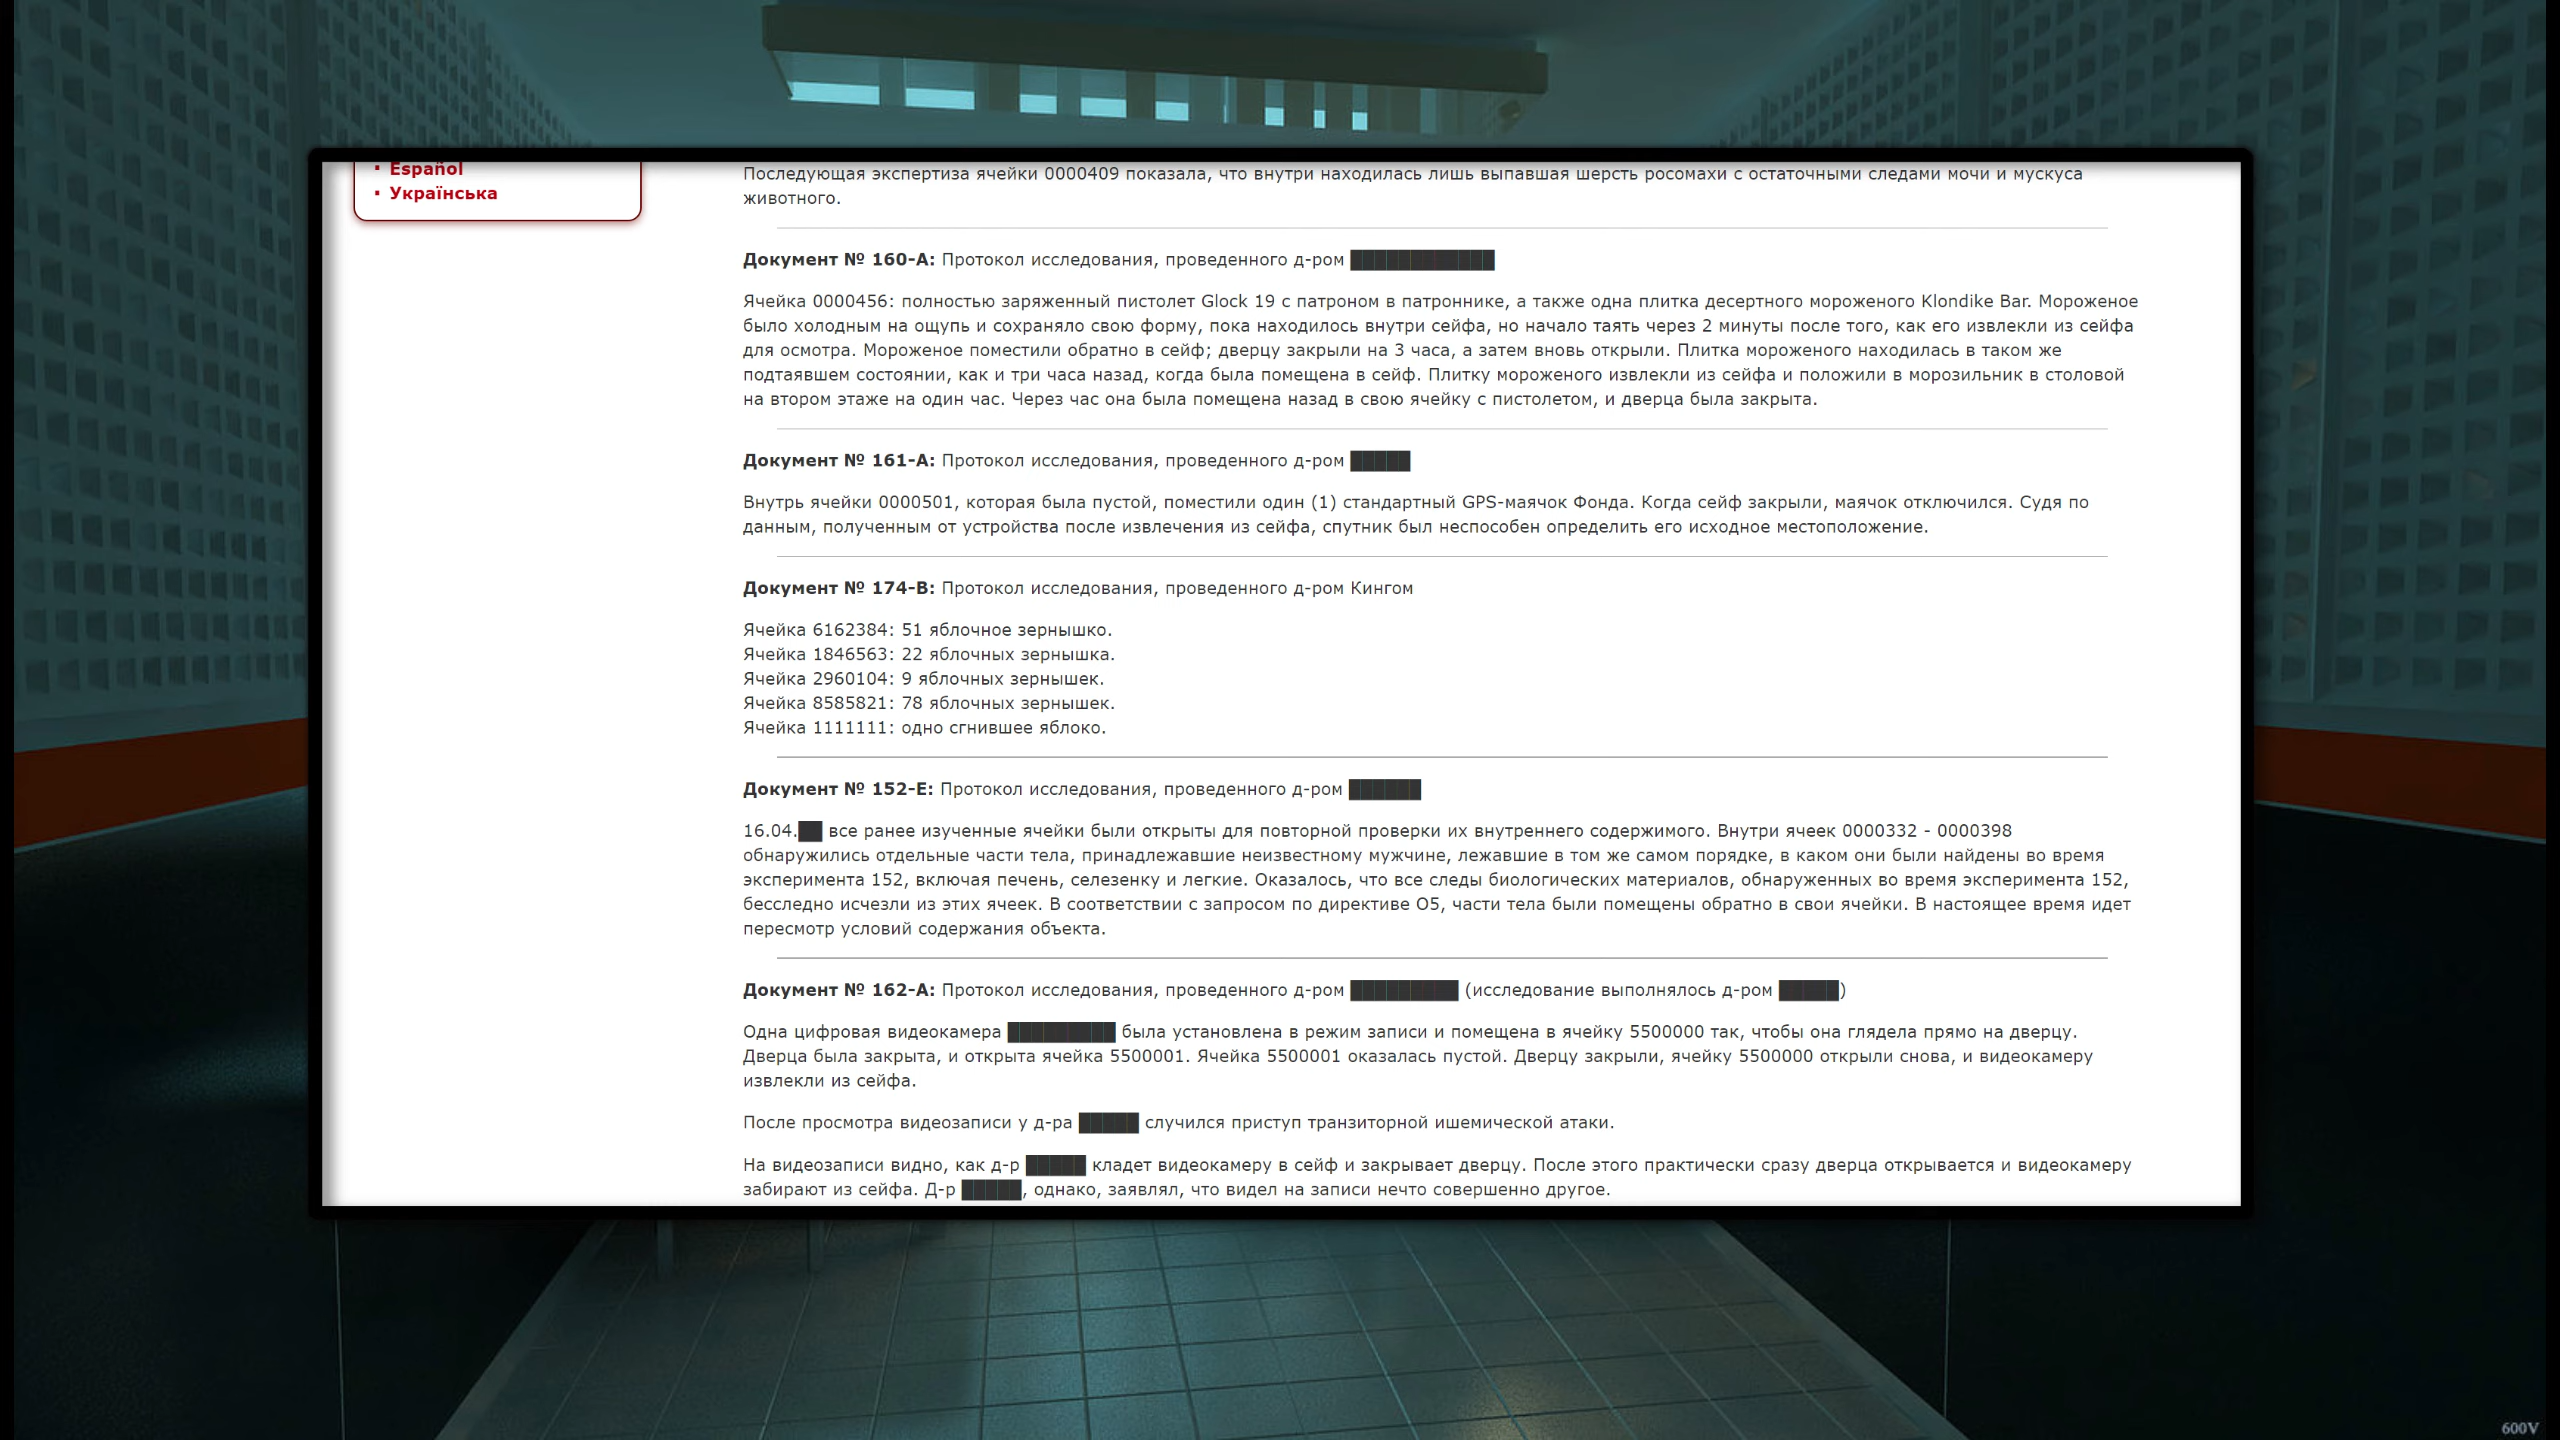 Español
Українська
Последующая экспертиза ячейки 0000409 показала, что внутри находилась лишь выпавшая шерсть росомахи с остаточными следами мочи и мускуса
животного.
Документ № 160-A: Протокол исследования, проведенного д-ром ████████████
Ячейка 0000456: полностью заряженный пистолет Glock 19 с патроном в патроннике, а также одна плитка десертного мороженого Klondike Bar. Мороженое
было холодным на ощупь и сохраняло свою форму, пока находилось внутри сейфа, но начало таять через 2 минуты после того, как его извлекли из сейфа
для осмотра. Мороженое поместили обратно в сейф; дверцу закрыли на 3 часа, а затем вновь открыли. Плитка мороженого находилась в таком же
подтаявшем состоянии, как и три часа назад, когда была помещена в сейф. Плитку мороженого извлекли из сейфа и положили в морозильник в столовой
на втором этаже на один час. Через час она была помещена назад в свою ячейку с пистолетом, и дверца была закрыта.
Документ № 161-A: Протокол исследования, проведенного д-ром █████
Внутрь ячейки 0000501, которая была пустой, поместили один (1) стандартный GPS-маячок Фонда. Когда сейф закрыли, маячок отключился. Судя по
данным, полученным от устройства после извлечения из сейфа, спутник был неспособен определить его исходное местоположение.
Документ № 174-B: Протокол исследования, проведенного д-ром Кингом
Ячейка 6162384: 51 яблочное зернышко.
Ячейка 1846563: 22 яблочных зернышка.
Ячейка 2960104: 9 яблочных зернышек.
Ячейка 8585821: 78 яблочных зернышек.
Ячейка 1111111: одно сгнившее яблоко.
Документ № 152-E: Протокол исследования, проведенного д-ром ██████
16.04.██ все ранее изученные ячейки были открыты для повторной проверки их внутреннего содержимого. Внутри ячеек 0000332 - 0000398
обнаружились отдельные части тела, принадлежавшие неизвестному мужчине, лежавшие в том же самом порядке, в каком они были найдены во время
эксперимента 152, включая печень, селезенку и легкие. Оказалось, что все следы биологических материалов, обнаруженных во время эксперимента 152,
бесследно исчезли из этих ячеек. В соответствии с запросом по директиве О5, части тела были помещены обратно в свои ячейки. В настоящее время идет
пересмотр условий содержания объекта.
Документ № 162-A: Протокол исследования, проведенного д-ром █████████ (исследование выполнялось д-ром █████)
Одна цифровая видеокамера █████████ была установлена в режим записи и помещена в ячейку 5500000 так, чтобы она глядела прямо на дверцу.
Дверца была закрыта, и открыта ячейка 5500001. Ячейка 5500001 оказалась пустой. Дверцу закрыли, ячейку 5500000 открыли снова, и видеокамеру
извлекли из сейфа.
После просмотра видеозаписи у д-ра █████ случился приступ транзиторной ишемической атаки.
На видеозаписи видно, как д-р █████ кладет видеокамеру в сейф и закрывает дверцу. После этого практически сразу дверца открывается и видеокамеру
забирают из сейфа. Д-р █████, однако, заявлял, что видел на записи нечто совершенно другое.
600V